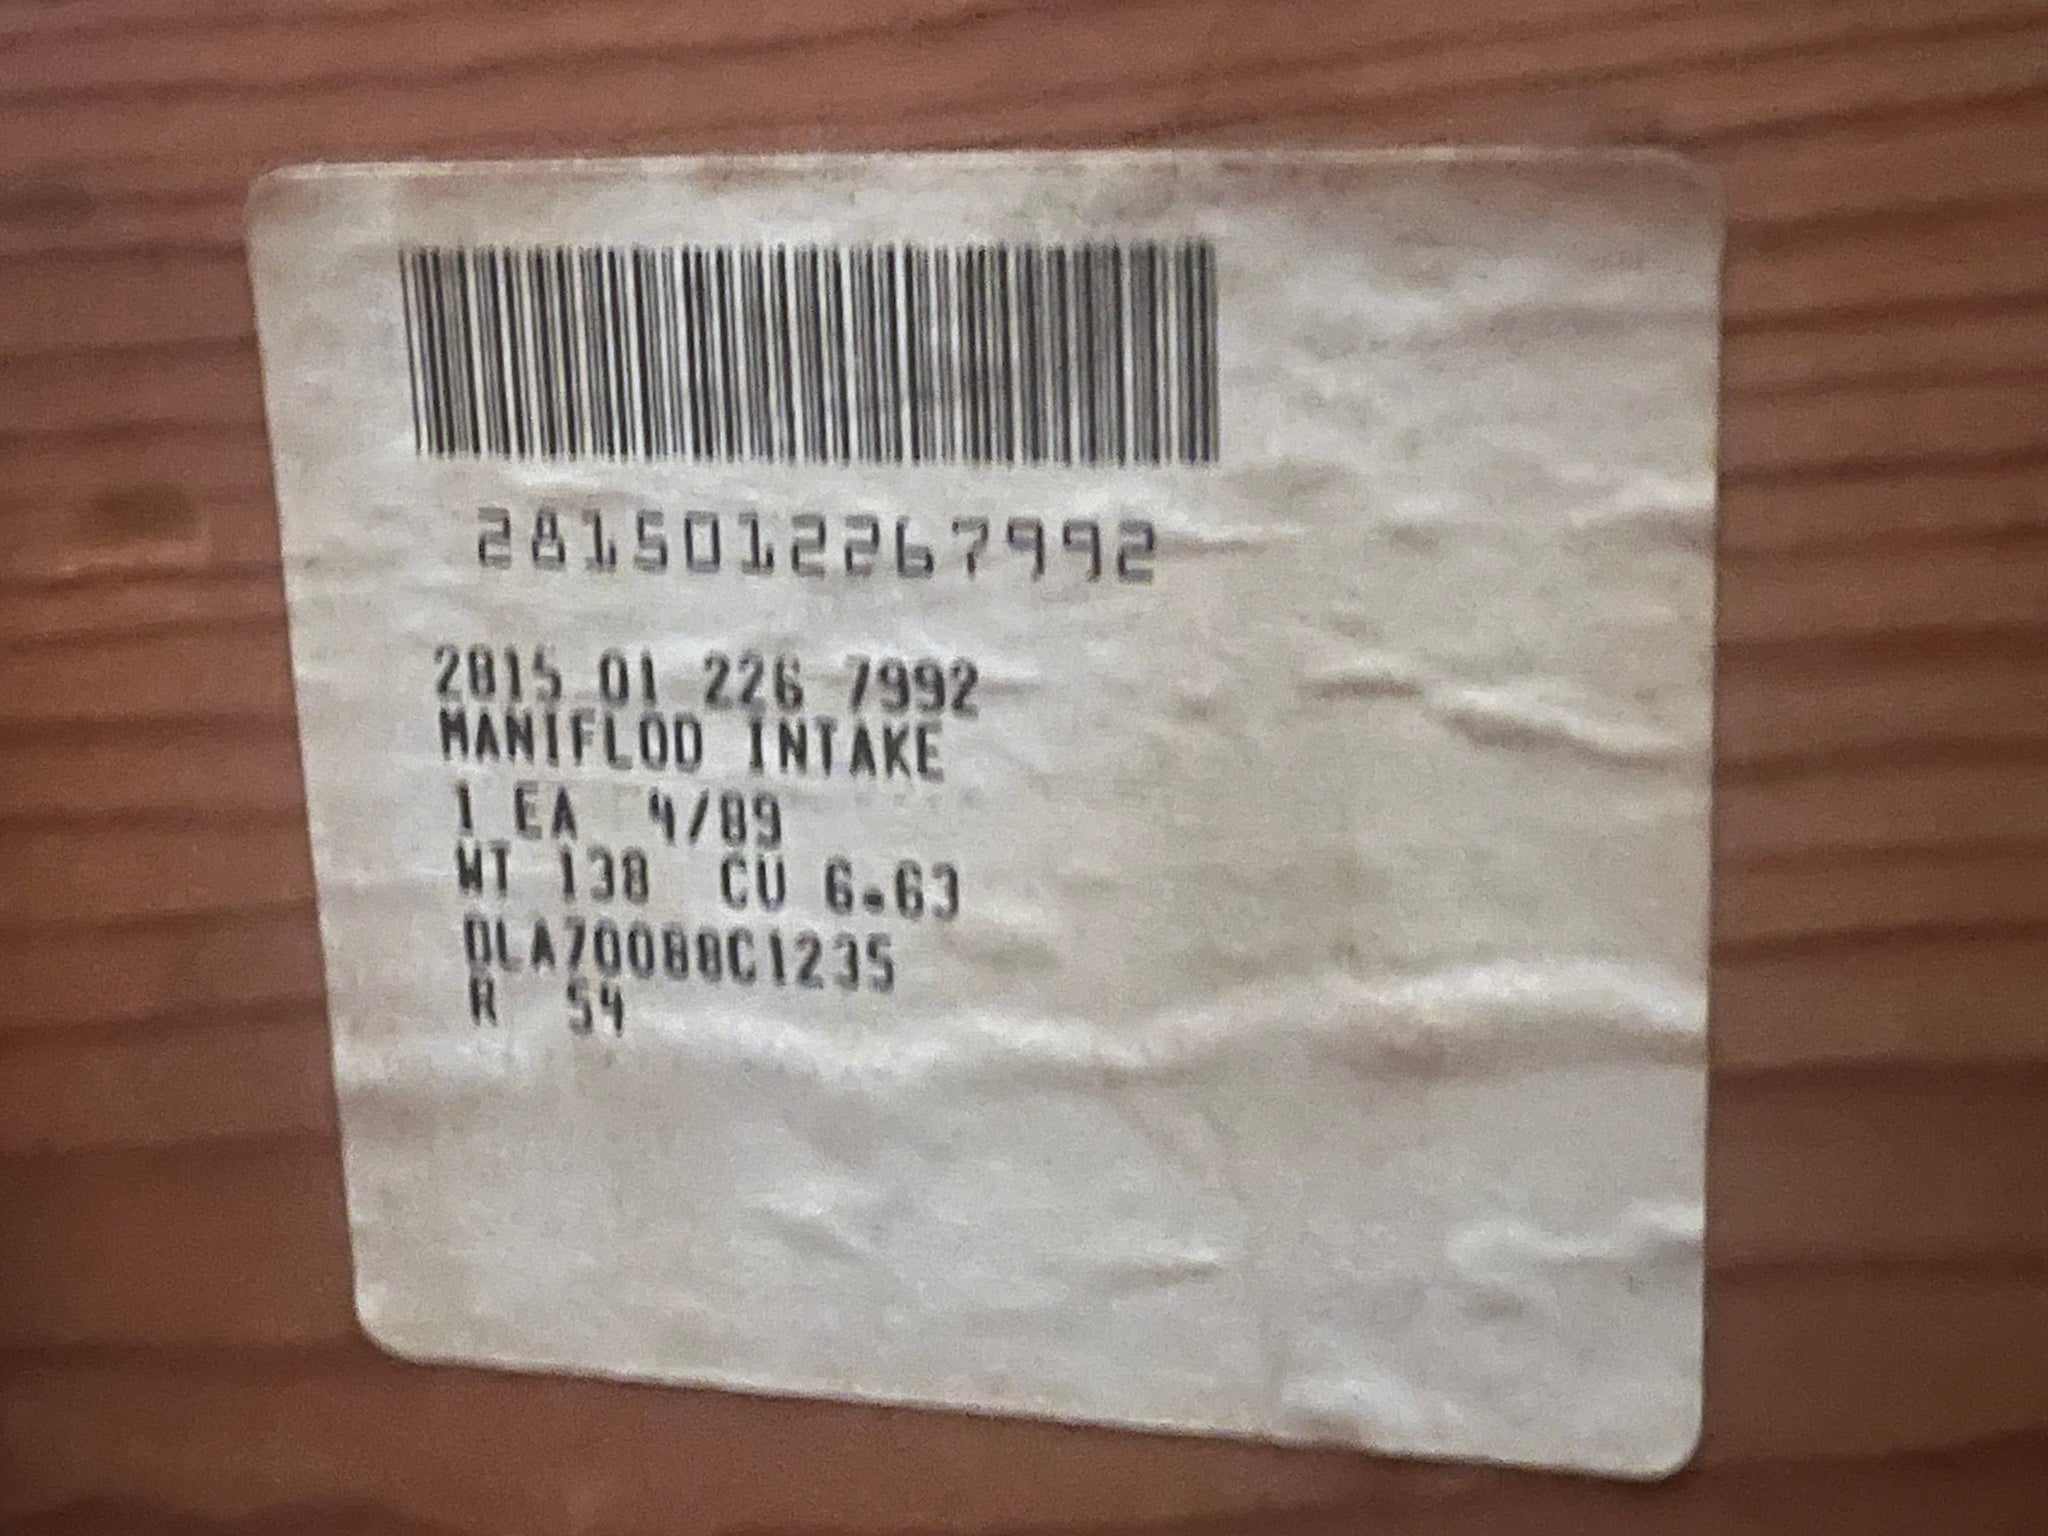 2815012267992
2815 01 226 7992
MANIFLOD INTAKE
1 EA 4/89
WT 138 CU 6.63
DLA70088C1235
R 54